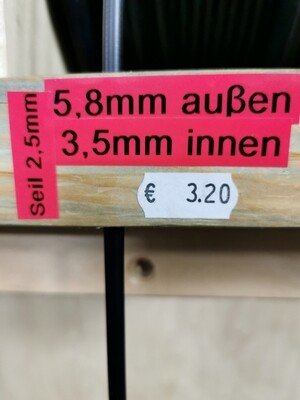 5,8mm außen
3,5mm innen
Seil 2,5mm
€ 3.20